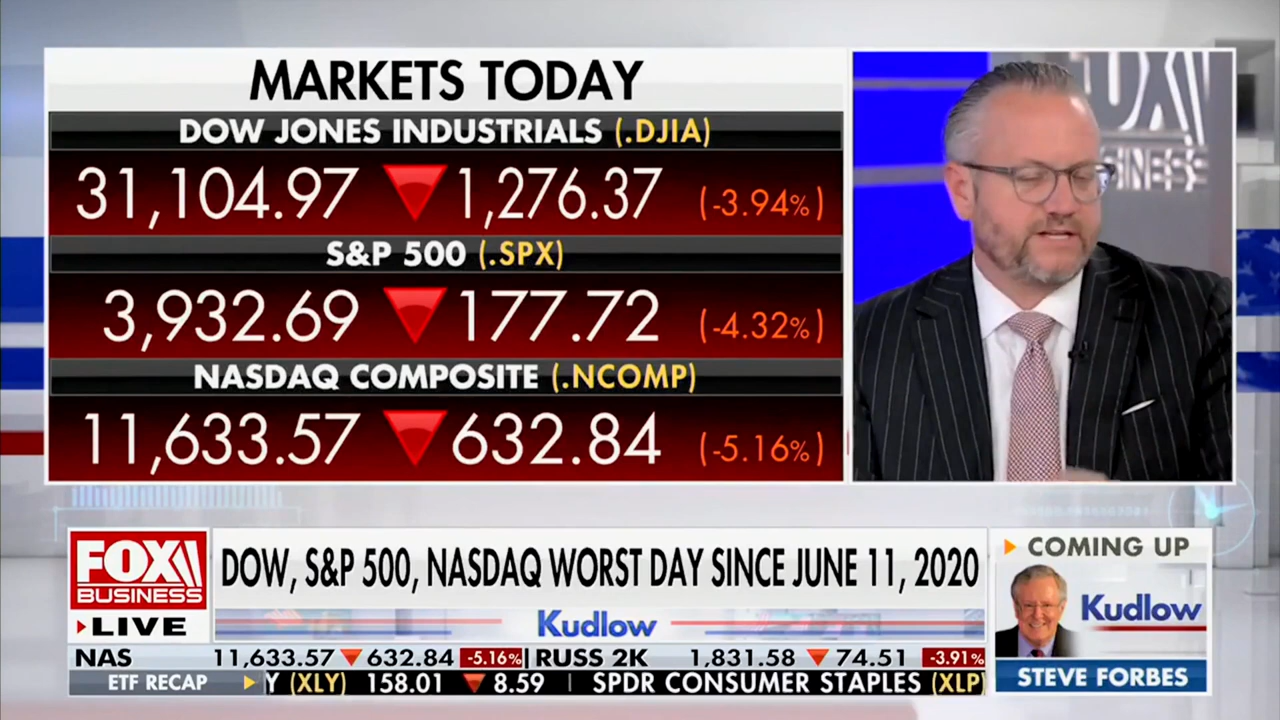 MARKETS TODAY
DOW JONES INDUSTRIALS (.DJIA)
31,104.97 ▼ 1,276.37 (-3.94%)
S&P 500 (.SPX)
3,932.69 ▼ 177.72 (-4.32%)
NASDAQ COMPOSITE (.NCOMP)
11,633.57 ▼ 632.84 (-5.16%)
FOX BUSINESS
LIVE
DOW, S&P 500, NASDAQ WORST DAY SINCE JUNE 11, 2020
Kudlow
NAS 11,633.57 ▼ 632.84 -5.16% RUSS 2K 1,831.58 ▼ 74.51 -3.91%
ETF RECAP Y (XLY) 158.01 ▼ 8.59 | SPDR CONSUMER STAPLES (XLP)
COMING UP
Kudlow
STEVE FORBES